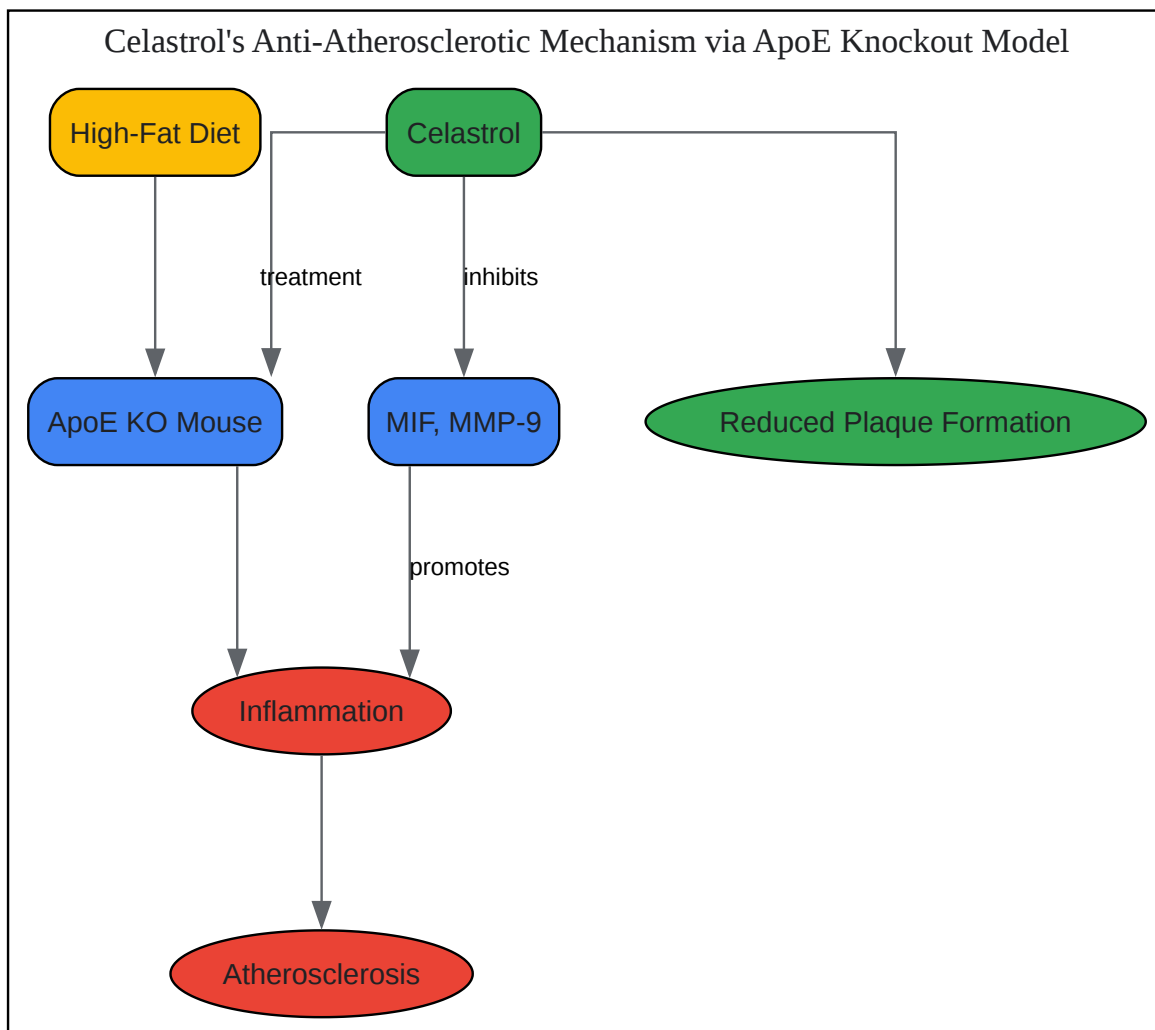 Celastrol's Anti-Atherosclerotic Mechanism via ApoE Knockout Model
High-Fat Diet
Celastrol
treatment
inhibits
ApoE KO Mouse
MIF, MMP-9
Reduced Plaque Formation
promotes
Inflammation
Atherosclerosis